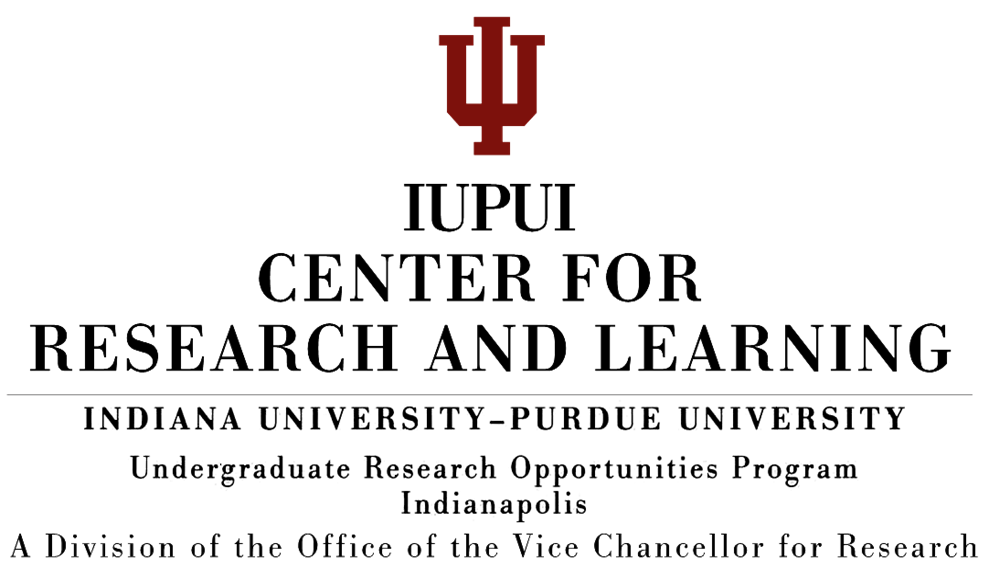 IUPUI
CENTER FOR
RESEARCH AND LEARNING
INDIANA UNIVERSITY–PURDUE UNIVERSITY
Undergraduate Research Opportunities Program
Indianapolis
A Division of the Office of the Vice Chancellor for Research